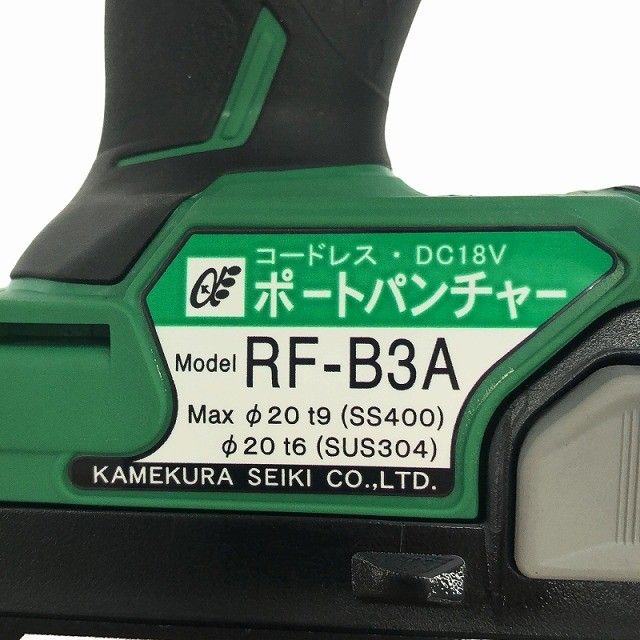 コードレス・DC18V
ポートパンチャー
Model RF-B3A
Max φ20 t9 (SS400)
φ20 t6 (SUS304)
KAMEKURA SEIKI CO.,LTD.